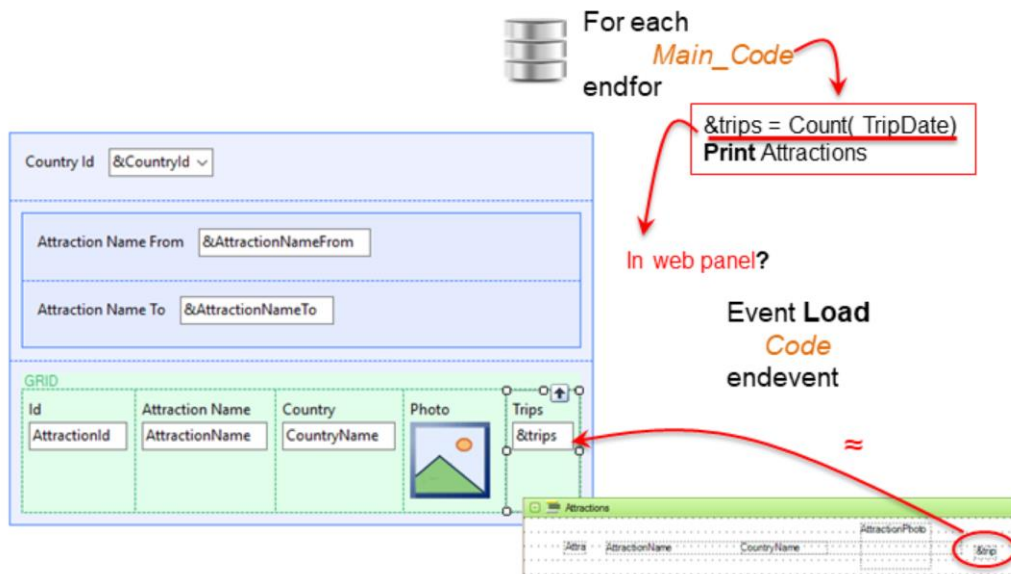 For each
Main_Code
endfor
&trips = Count( TripDate)
Print Attractions
Country Id &CountryId
Attraction Name From &AttractionNameFrom
In web panel?
Attraction Name To &AttractionNameTo
Event Load
Code
endevent
GRID
Id Attraction Name Country Photo Trips
AttractionId AttractionName CountryName &trips
≈
Attractions
AttractionPhoto
Attra AttractionName CountryName &trip